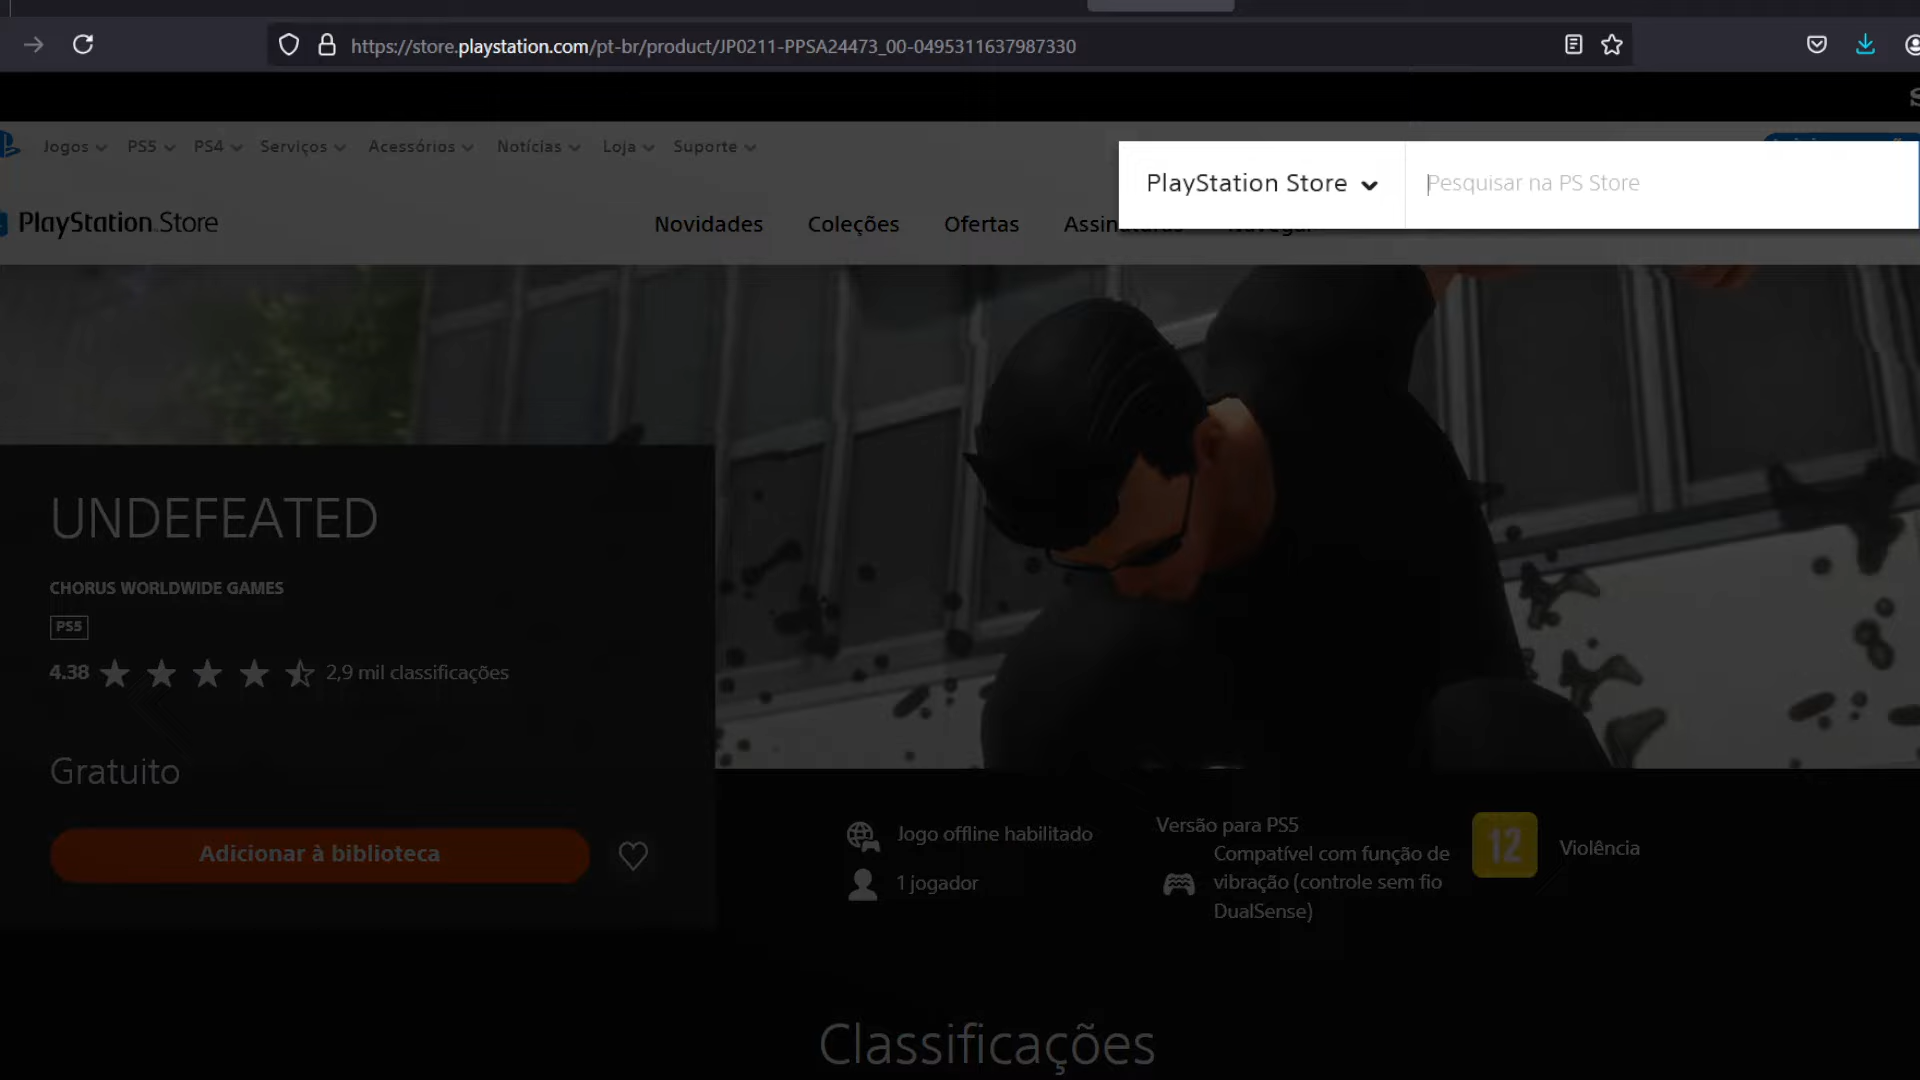 https://store.playstation.com/pt-br/product/JP0211-PPSA24473_00-0495311637987330
Jogos PS5 PS4 Serviços Acessórios Notícias Loja Suporte
PlayStation Store Pesquisar na PS Store
PlayStation Store
Novidades Coleções Ofertas Assinaturas Navegar
UNDEFEATED
CHORUS WORLDWIDE GAMES
PS5
4.38 2,9 mil classificações
Gratuito
Adicionar à biblioteca
Jogo offline habilitado
1 jogador
Versão para PS5
Compatível com função de
vibração (controle sem fio
DualSense)
12 Violência
Classificações